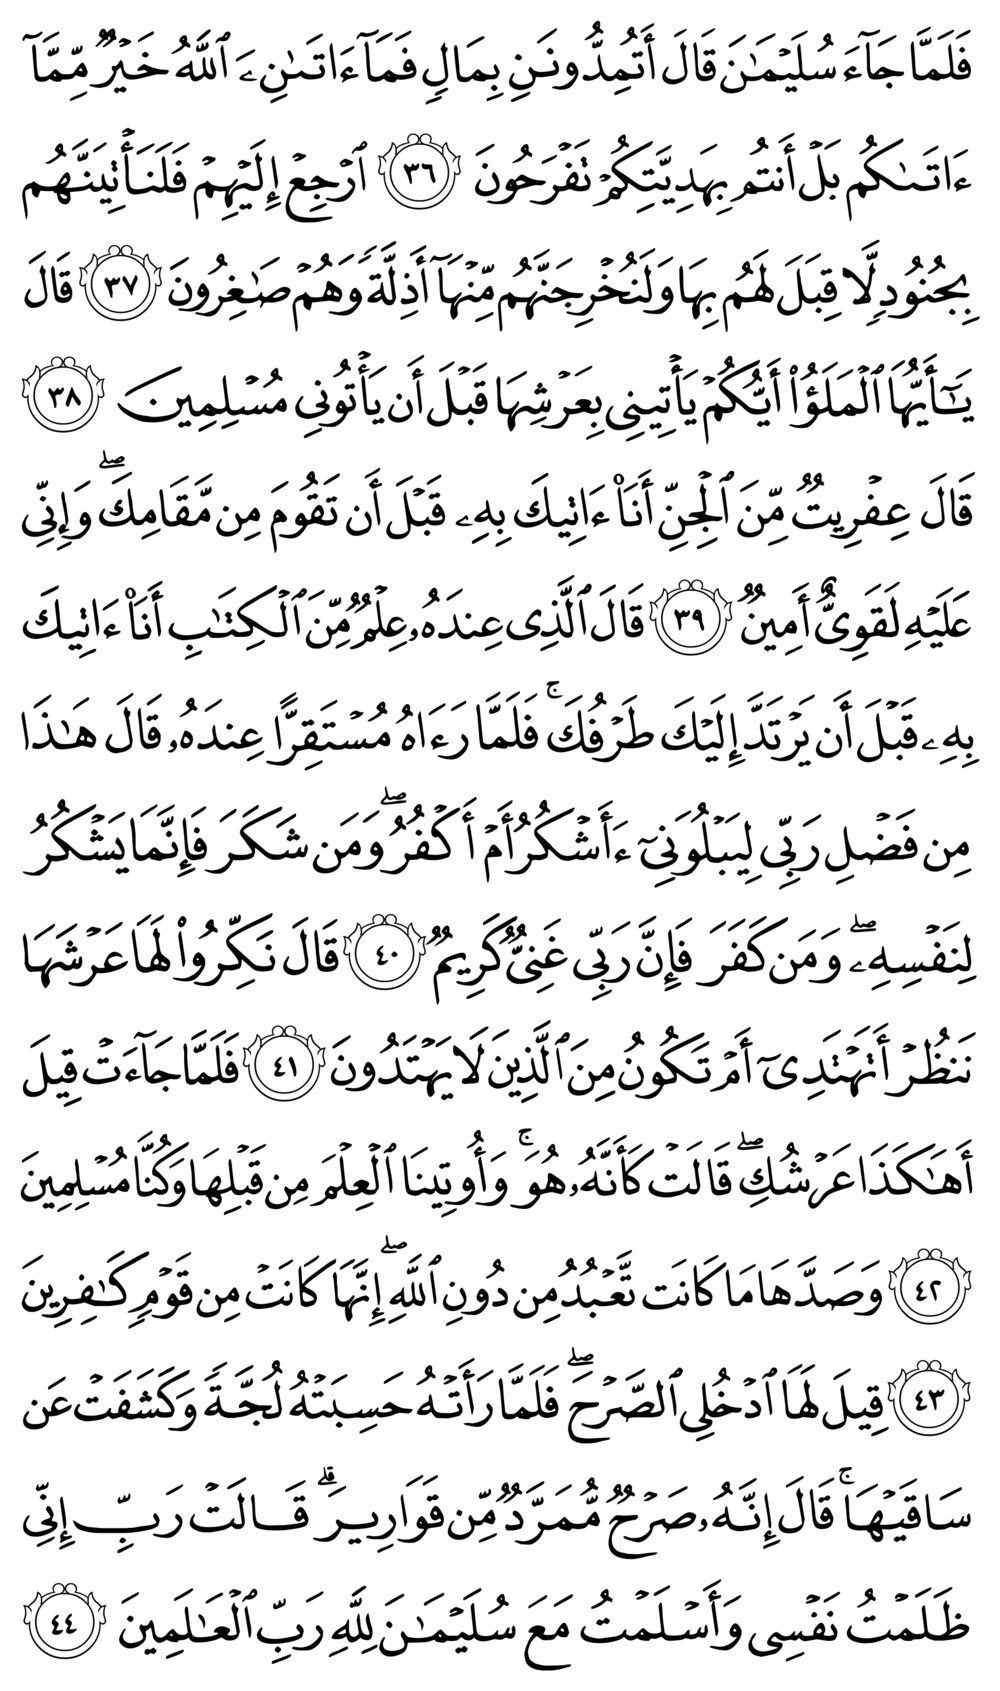 فَلَمَّا جَآءَ سُلَيْمَٰنَ قَالَ أَتُمِدُّونَنِ بِمَالٍ فَمَآ ءَاتَىٰنِۦَ ٱللَّهُ خَيْرٌ مِّمَّآ
ءَاتَىٰكُم بَلْ أَنتُم بِهَدِيَّتِكُمْ تَفْرَحُونَ ٣٦ ٱرْجِعْ إِلَيْهِمْ فَلَنَأْتِيَنَّهُم
بِجُنُودٍ لَّا قِبَلَ لَهُم بِهَا وَلَنُخْرِجَنَّهُم مِّنْهَآ أَذِلَّةً وَهُمْ صَٰغِرُونَ ٣٧ قَالَ
يَٰٓأَيُّهَا ٱلْمَلَؤُا۟ أَيُّكُمْ يَأْتِينِى بِعَرْشِهَا قَبْلَ أَن يَأْتُونِى مُسْلِمِينَ ٣٨
قَالَ عِفْرِيتٌ مِّنَ ٱلْجِنِّ أَنَا۠ ءَاتِيكَ بِهِۦ قَبْلَ أَن تَقُومَ مِن مَّقَامِكَ ۖ وَإِنِّى
عَلَيْهِ لَقَوِىٌّ أَمِينٌ ٣٩ قَالَ ٱلَّذِى عِندَهُۥ عِلْمٌ مِّنَ ٱلْكِتَٰبِ أَنَا۠ ءَاتِيكَ
بِهِۦ قَبْلَ أَن يَرْتَدَّ إِلَيْكَ طَرْفُكَ ۚ فَلَمَّا رَءَاهُ مُسْتَقِرًّا عِندَهُۥ قَالَ هَٰذَا
مِن فَضْلِ رَبِّى لِيَبْلُوَنِىٓ ءَأَشْكُرُ أَمْ أَكْفُرُ ۖ وَمَن شَكَرَ فَإِنَّمَا يَشْكُرُ
لِنَفْسِهِۦ ۖ وَمَن كَفَرَ فَإِنَّ رَبِّى غَنِىٌّ كَرِيمٌ ٤٠ قَالَ نَكِّرُوا۟ لَهَا عَرْشَهَا
نَنظُرْ أَتَهْتَدِىٓ أَمْ تَكُونُ مِنَ ٱلَّذِينَ لَا يَهْتَدُونَ ٤١ فَلَمَّا جَآءَتْ قِيلَ
أَهَٰكَذَا عَرْشُكِ ۖ قَالَتْ كَأَنَّهُۥ هُوَ ۚ وَأُوتِينَا ٱلْعِلْمَ مِن قَبْلِهَا وَكُنَّا مُسْلِمِينَ
٤٢ وَصَدَّهَا مَا كَانَت تَّعْبُدُ مِن دُونِ ٱللَّهِ ۖ إِنَّهَا كَانَتْ مِن قَوْمٍ كَٰفِرِينَ
٤٣ قِيلَ لَهَا ٱدْخُلِى ٱلصَّرْحَ ۖ فَلَمَّا رَأَتْهُ حَسِبَتْهُ لُجَّةً وَكَشَفَتْ عَن
سَاقَيْهَا ۚ قَالَ إِنَّهُۥ صَرْحٌ مُّمَرَّدٌ مِّن قَوَارِيرَ ۗ قَالَتْ رَبِّ إِنِّى
ظَلَمْتُ نَفْسِى وَأَسْلَمْتُ مَعَ سُلَيْمَٰنَ لِلَّهِ رَبِّ ٱلْعَٰلَمِينَ ٤٤